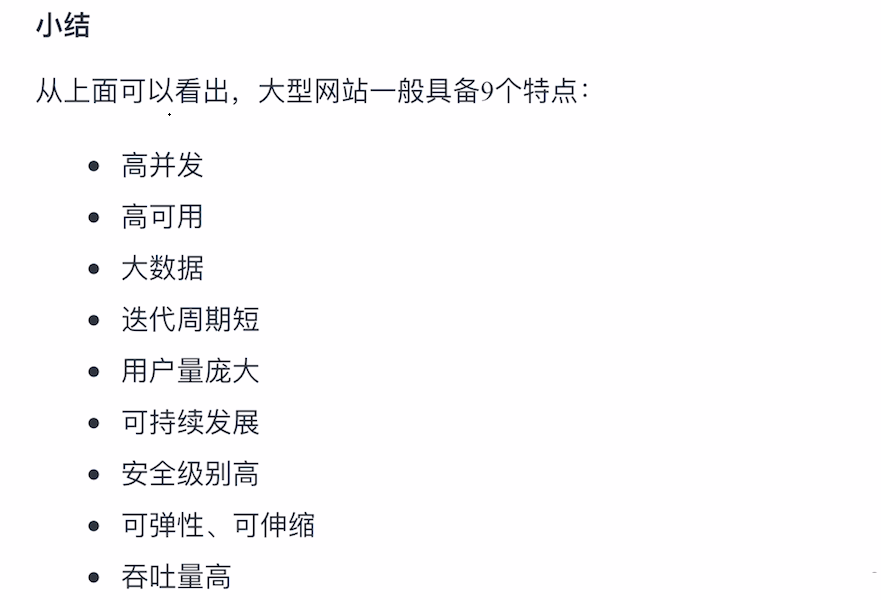 小结
从上面可以看出，大型网站一般具备9个特点：
• 高并发
• 高可用
• 大数据
• 迭代周期短
• 用户量庞大
• 可持续发展
• 安全级别高
• 可弹性、可伸缩
• 吞吐量高